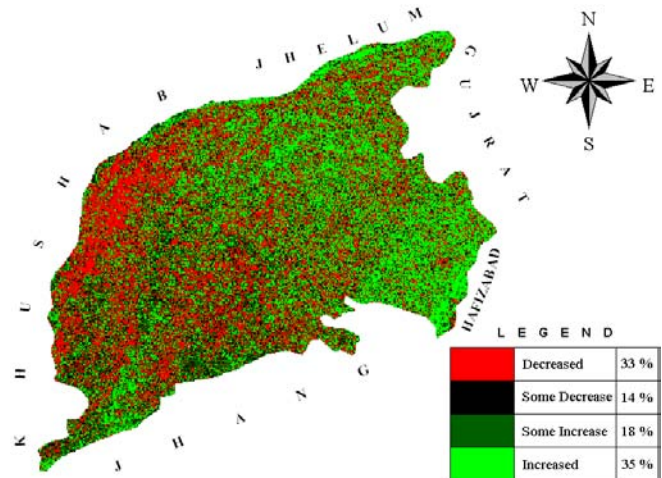 N
W E
S
J H E L U M
G U J R A T
K H U S H A B
HAFIZABAD
J H A N G
L E G E N D
Decreased 33 %
Some Decrease 14 %
Some Increase 18 %
Increased 35 %